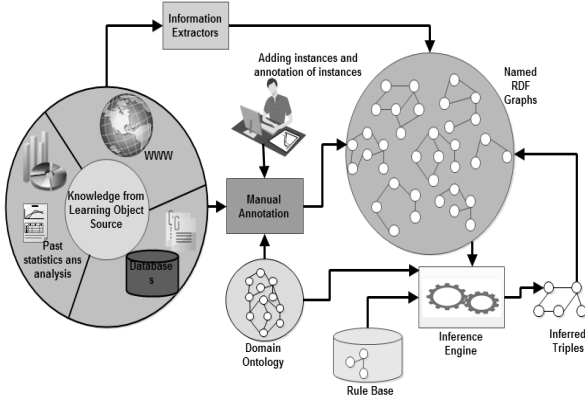 Information
Extractors
Adding instances and
annotation of instances
Named
RDF
Graphs
WWW
Knowledge from
Learning Object
Source
Manual
Annotation
Past
statistics ans
analysis
Database
s
Domain
Ontology
Inference
Engine
Inferred
Triples
Rule Base